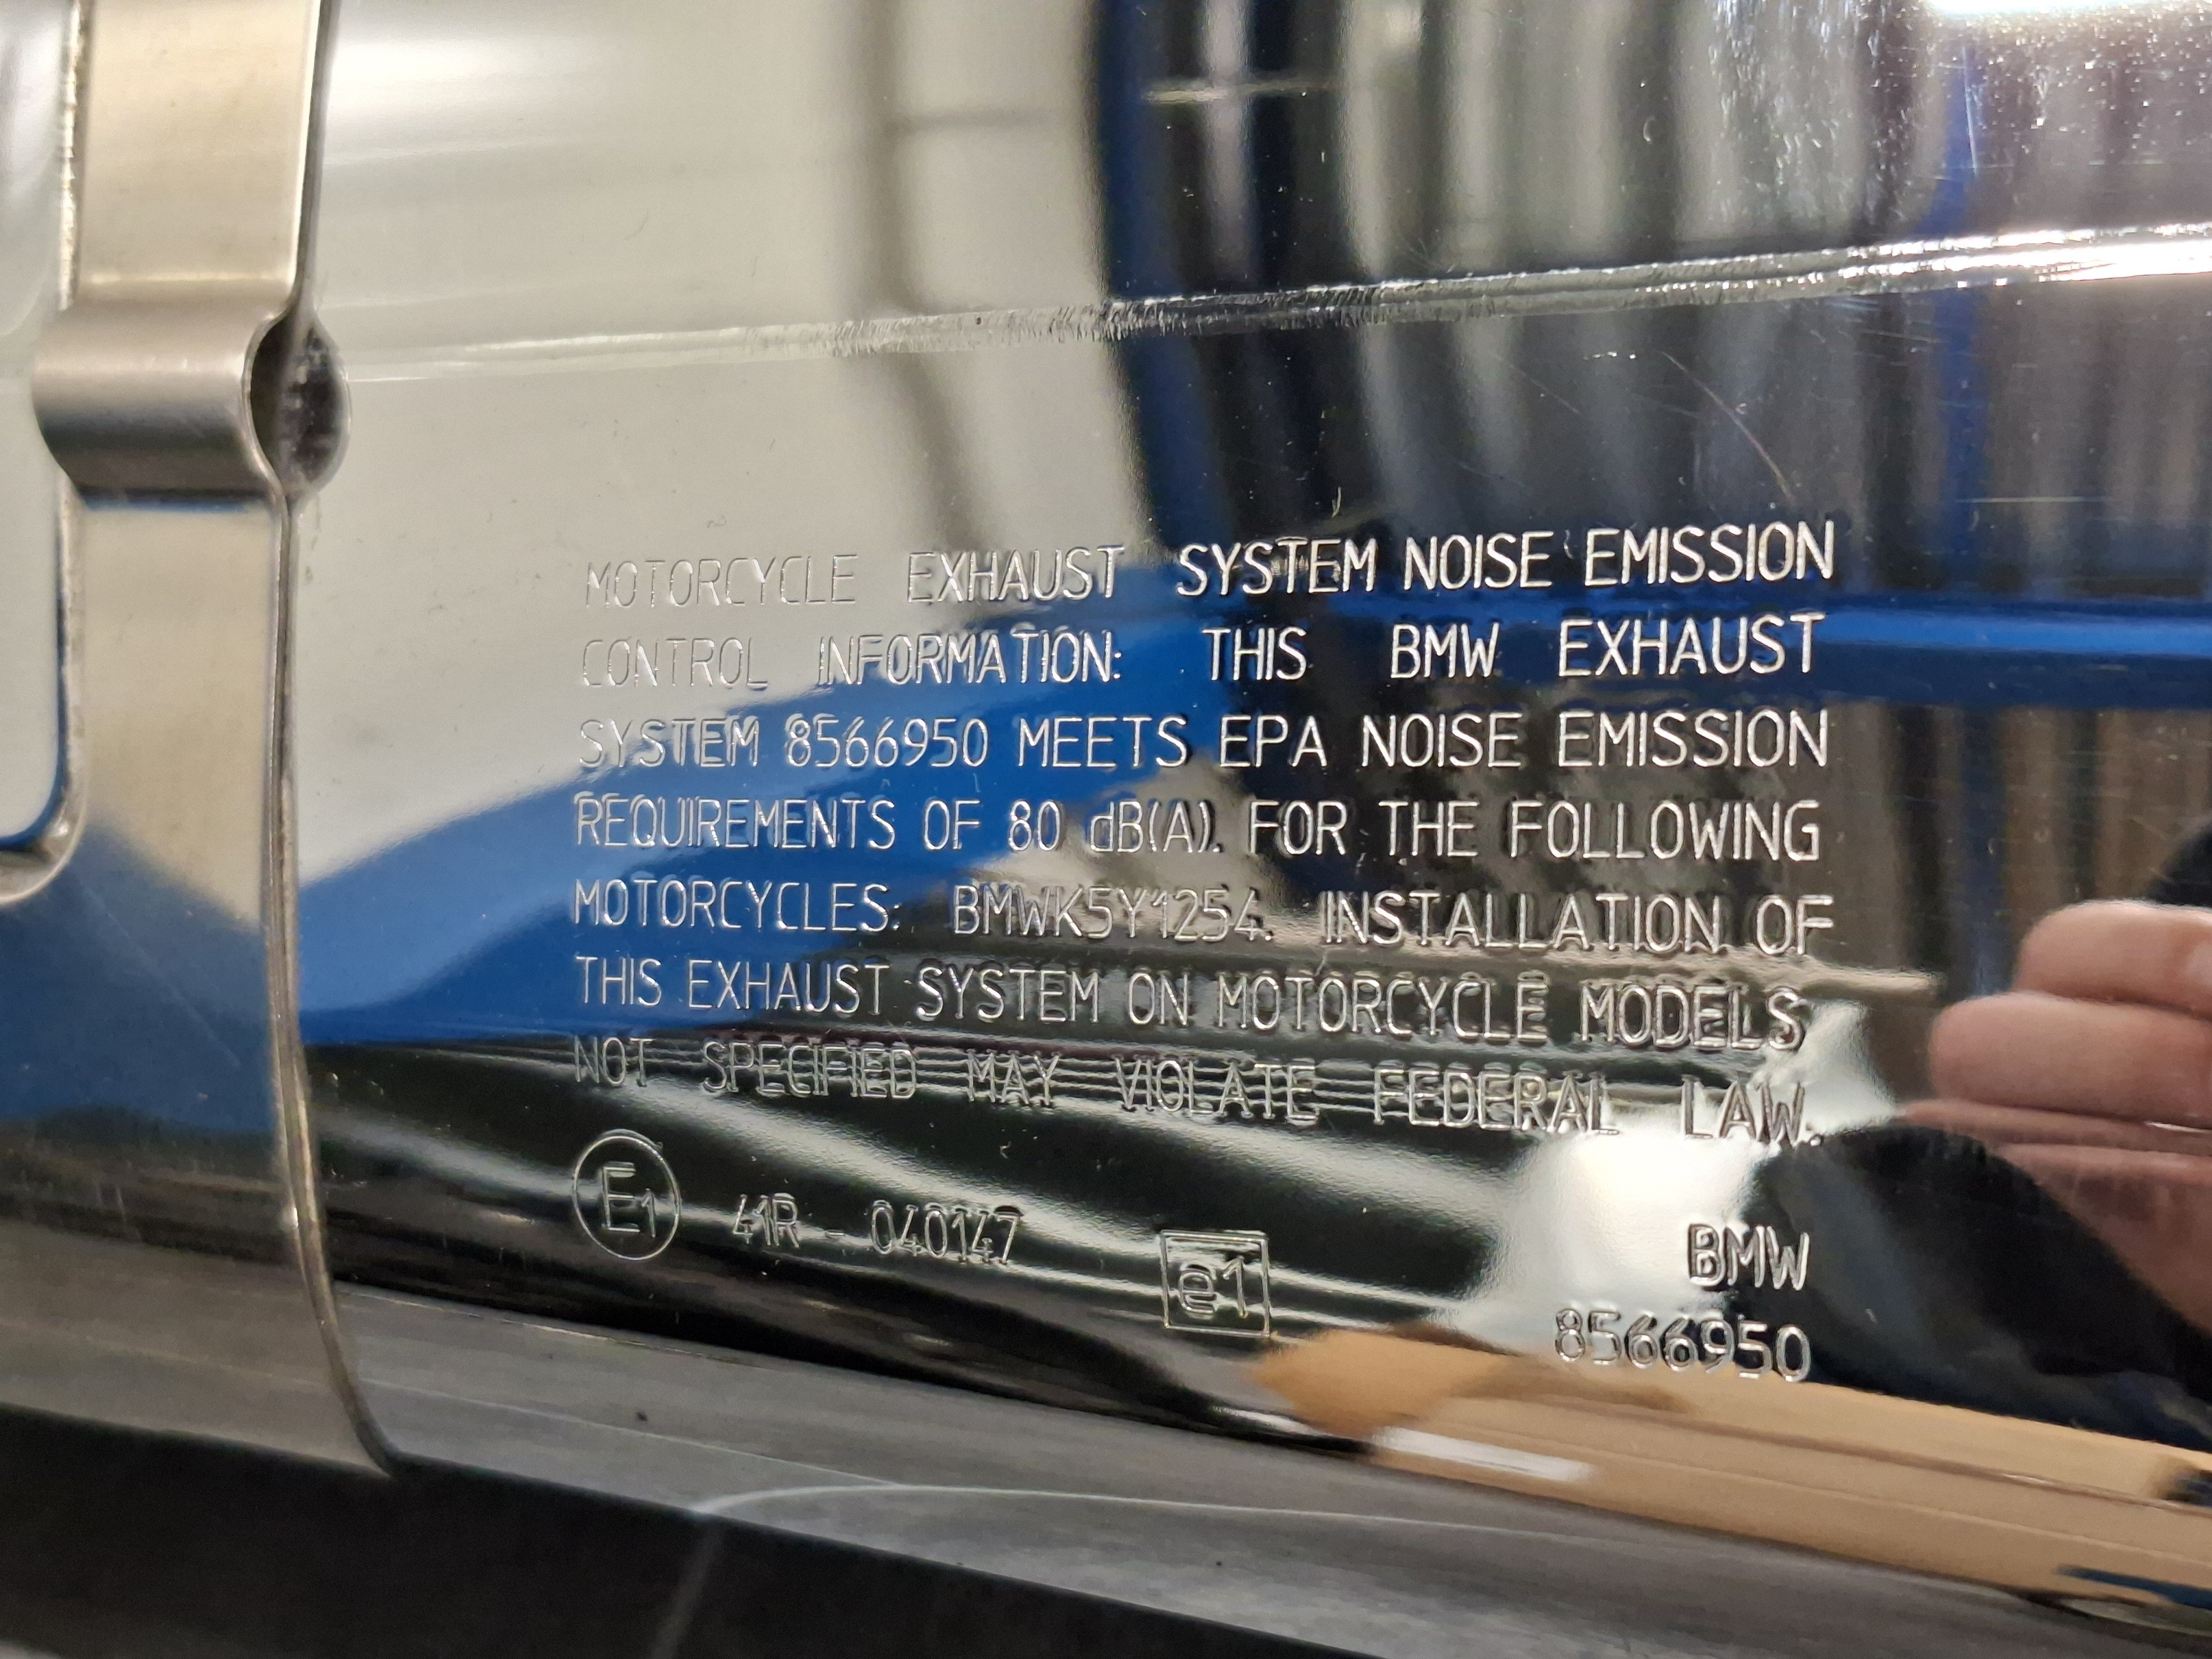 MOTORCYCLE EXHAUST SYSTEM NOISE EMISSION
CONTROL INFORMATION: THIS BMW EXHAUST
SYSTEM 8566950 MEETS EPA NOISE EMISSION
REQUIREMENTS OF 80 dB(A). FOR THE FOLLOWING
MOTORCYCLES: BMWK5Y1254. INSTALLATION OF
THIS EXHAUST SYSTEM ON MOTORCYCLE MODELS
NOT SPECIFIED MAY VIOLATE FEDERAL LAW.
E1 41R - 040147
e1
BMW
8566950